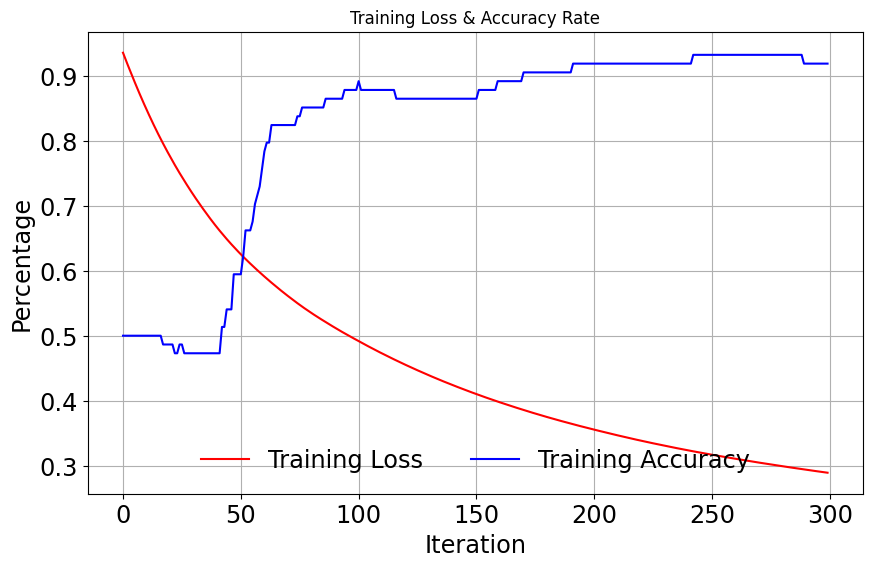 Training Loss & Accuracy Rate
0.9
0.8
0.7
0.6
0.5
0.4
0.3
Percentage
Training Loss
Training Accuracy
0 50 100 150 200 250 300
Iteration